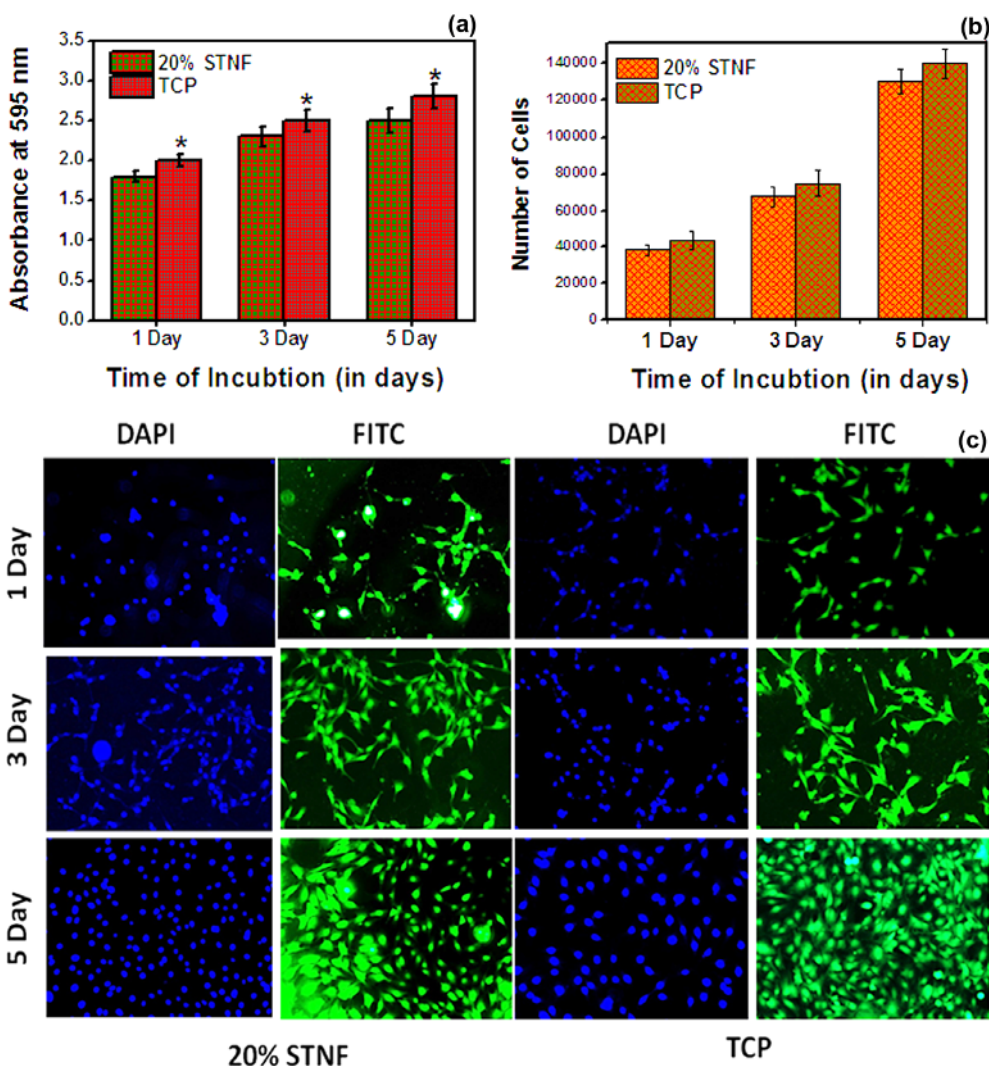 (a)
Absorbance at 595 nm
3.5
3.0
2.5
2.0
1.5
1.0
0.5
0.0
20% STNF
TCP
*
*
*
1 Day
3 Day
5 Day
Time of Incubtion (in days)
(b)
Number of Cells
140000
120000
100000
80000
60000
40000
20000
0
20% STNF
TCP
1 Day
3 Day
5 Day
Time of Incubtion (in days)
(c)
DAPI
FITC
DAPI
FITC
1 Day
3 Day
5 Day
20% STNF
TCP